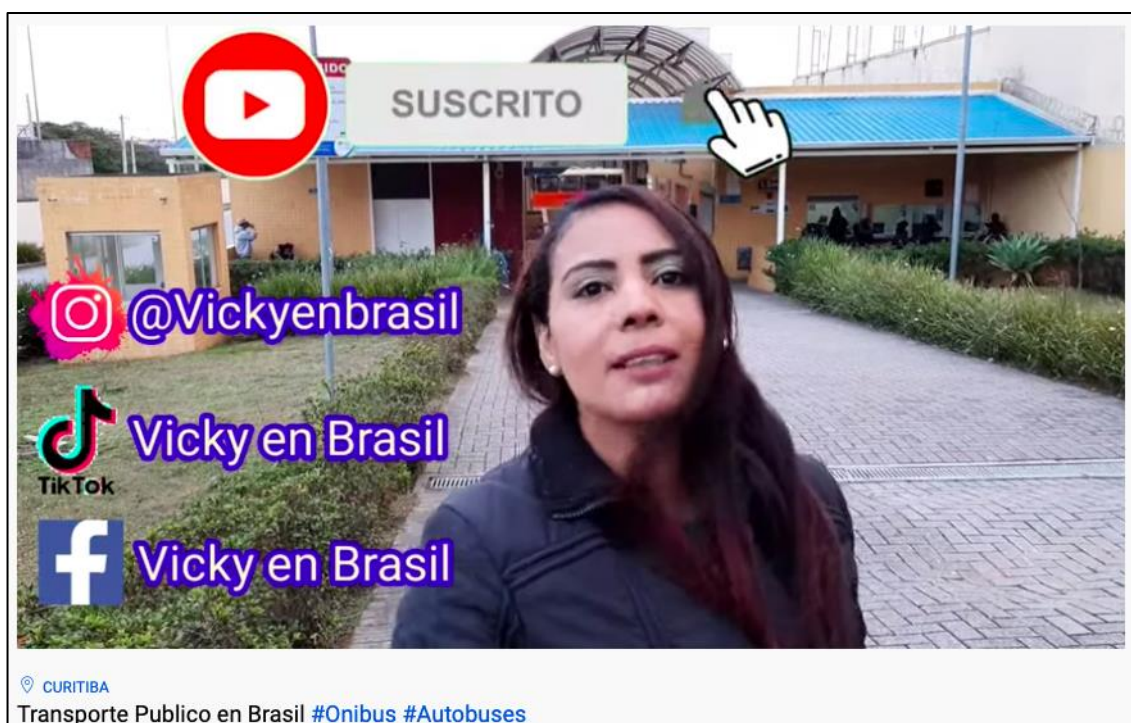 SUSCRITO
@Vickyenbrasil
TikTok
Vicky en Brasil
Vicky en Brasil
CURITIBA
Transporte Publico en Brasil #Onibus #Autobuses